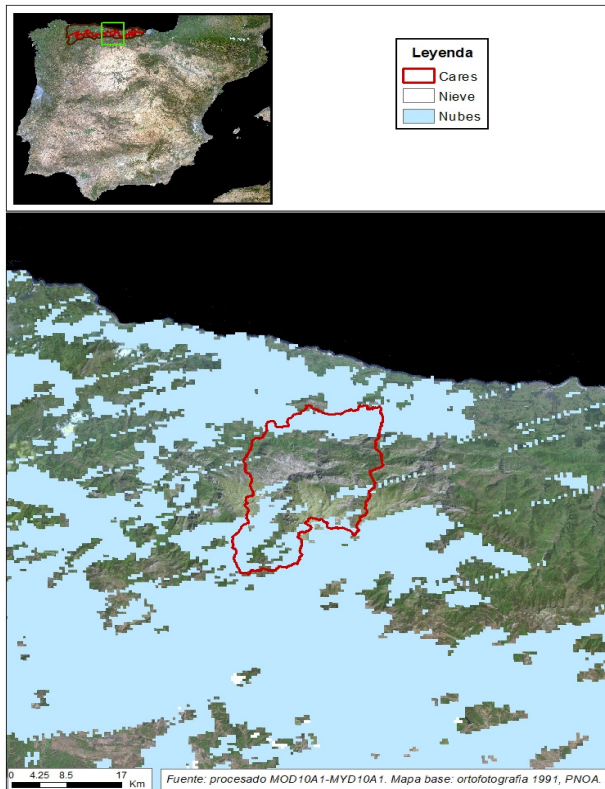 Leyenda
Cares
Nieve
Nubes
0 4.25 8.5 17
Km
Fuente: procesado MOD10A1-MYD10A1. Mapa base: ortofotografia 1991, PNOA.